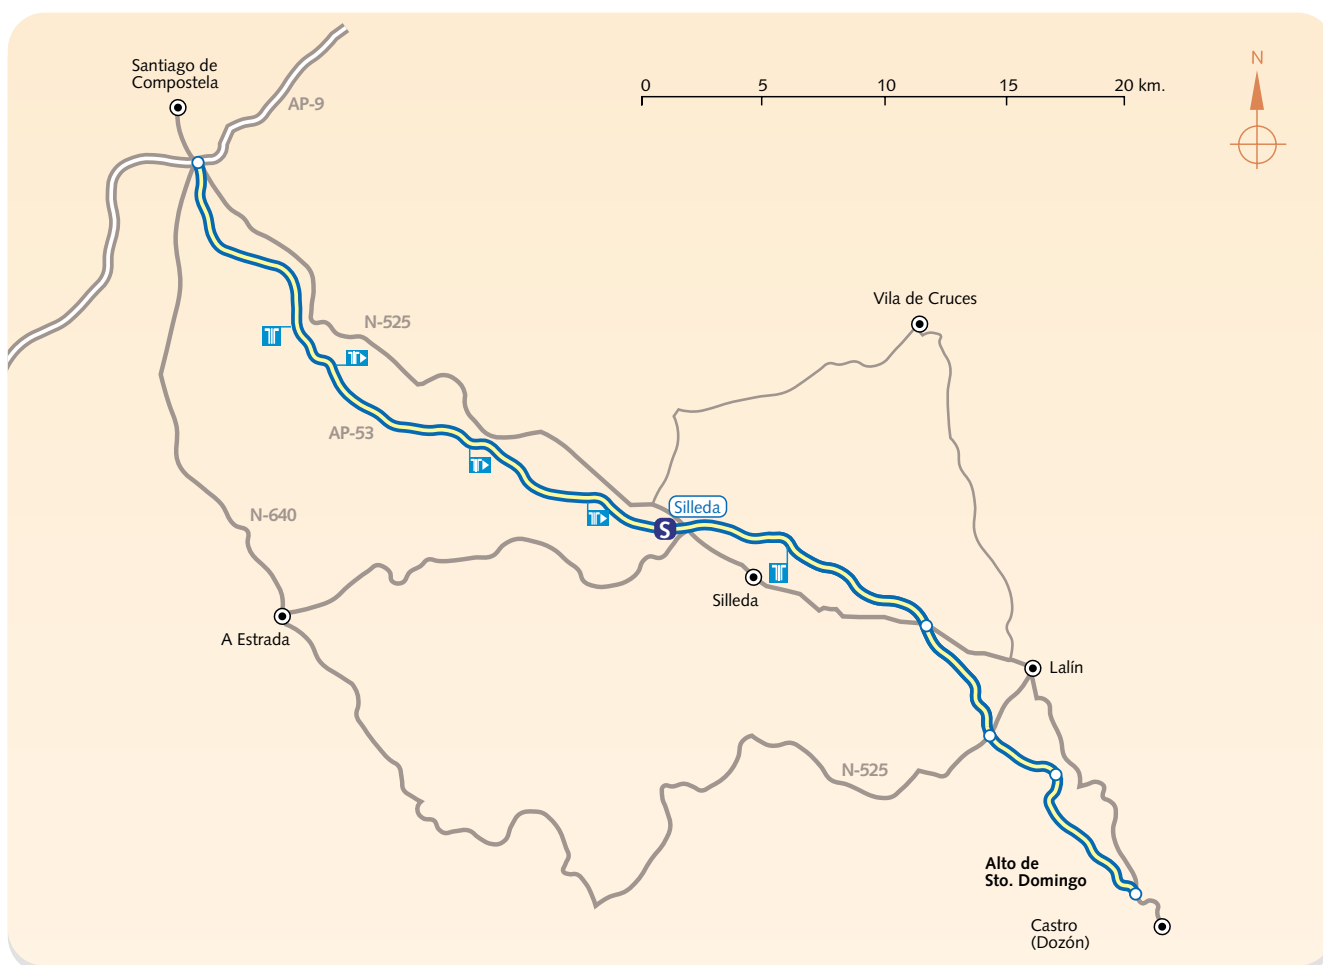 Santiago de
Compostela
AP-9
0 5 10 15 20 km.
N
Vila de Cruces
N-525
AP-53
N-640
Silleda
S
Silleda
A Estrada
Lalín
N-525
Alto de
Sto. Domingo
Castro
(Dozón)